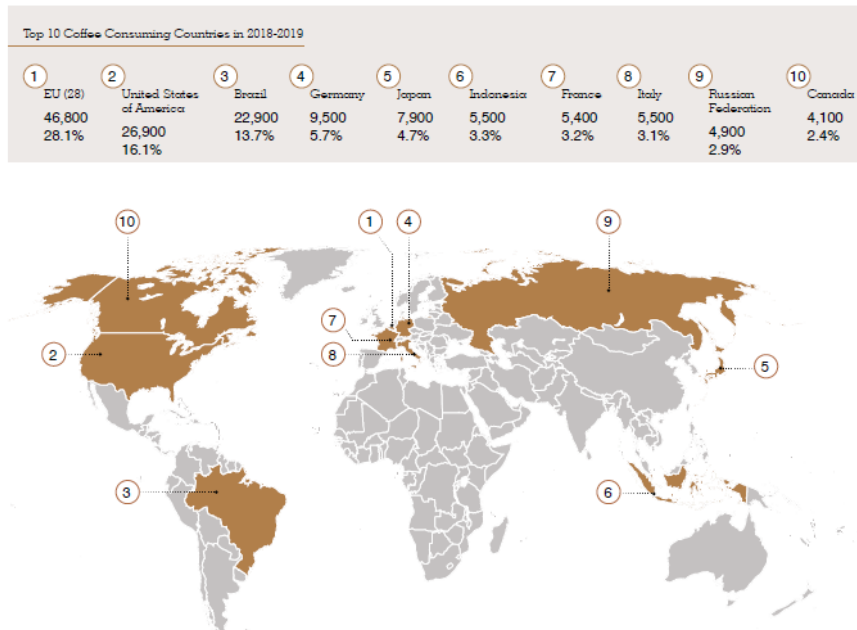 Top 10 Coffee Consuming Countries in 2018-2019
1 2 3 4 5 6 7 8 9 10
EU (28) United States of America Brazil Germany Japan Indonesia France Italy Russian Federation Canada
46,800 26,900 22,900 9,500 7,900 5,500 5,400 5,500 4,900 4,100
28.1% 16.1% 13.7% 5.7% 4.7% 3.3% 3.2% 3.1% 2.9% 2.4%
10 1 4 9
7
2 8 5
3 6